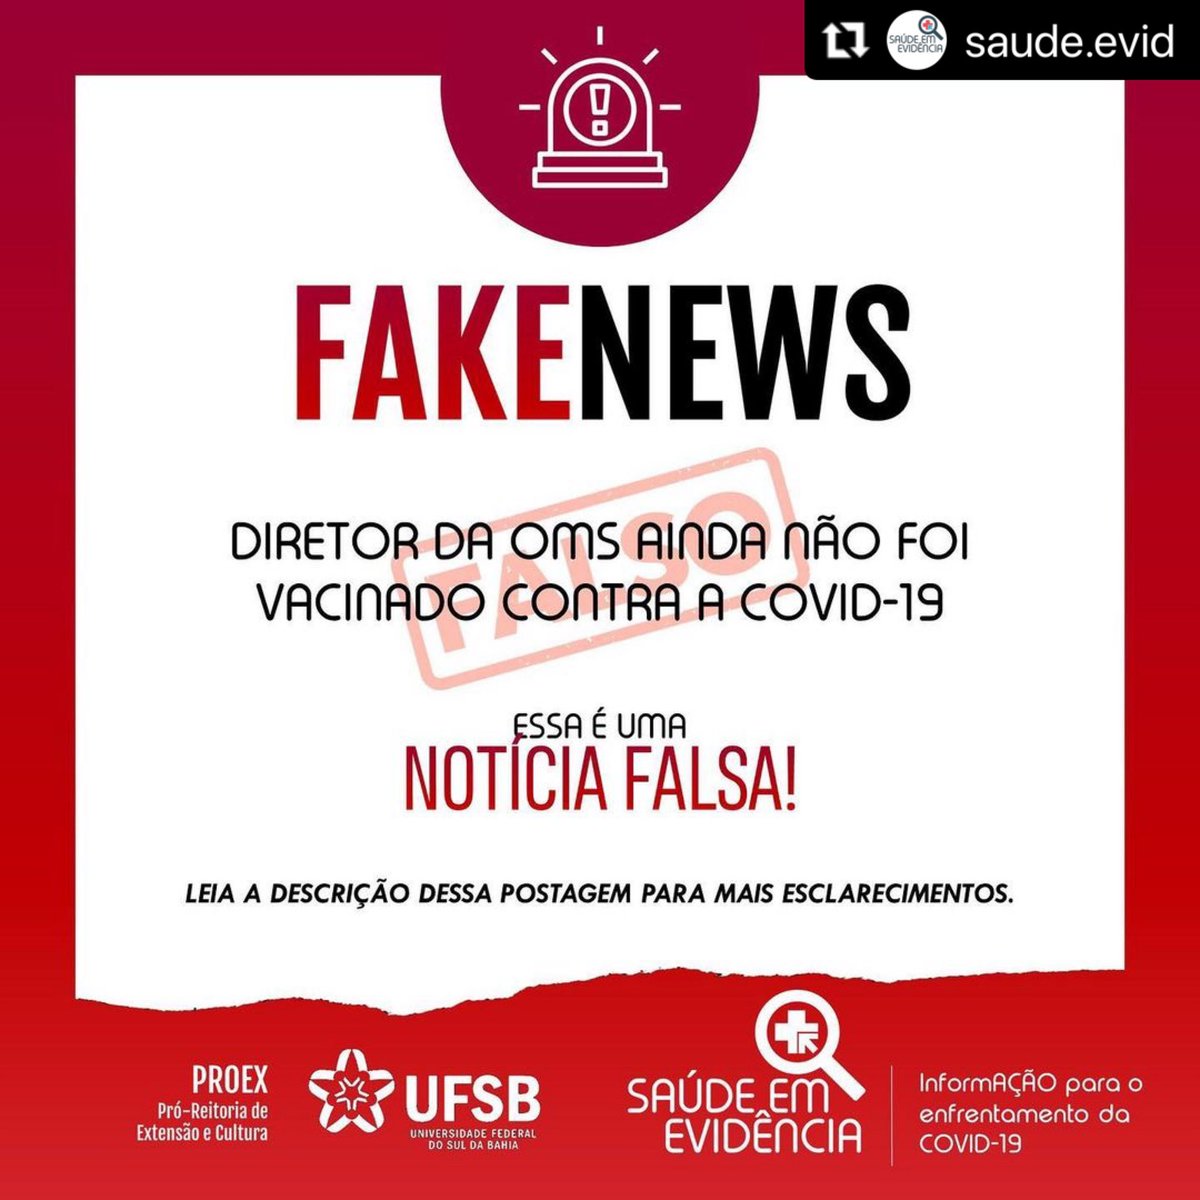 saude.evid
SAÚDE EM
EVIDÊNCIA
FAKENEWS
FALSO
DIRETOR DA OMS AINDA NÃO FOI
VACINADO CONTRA A COVID-19
ESSA É UMA
NOTÍCIA FALSA!
LEIA A DESCRIÇÃO DESSA POSTAGEM PARA MAIS ESCLARECIMENTOS.
PROEX
Pró-Reitoria de
Extensão e Cultura
UFSB
UNIVERSIDADE FEDERAL
DO SUL DA BAHIA
SAÚDE EM
EVIDÊNCIA
InformAÇÃO para o
enfrentamento da
COVID-19